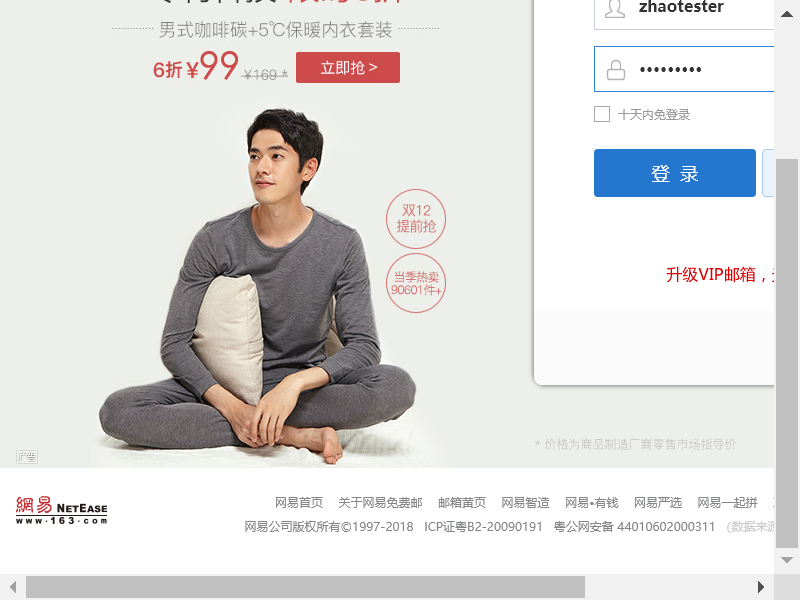 zhaotester
男式咖啡碳+5℃保暖内衣套装
6折 ¥99 ¥169 *
立即抢 >
•••••••••
十天内免登录
登 录
双12
提前抢
当季热卖
90601件+
升级VIP邮箱，
* 价格为商品制造厂商零售市场指导价
广告
網易 NetEase
www.163.com
网易首页 关于网易免费邮 邮箱黄页 网易智造 网易•有钱 网易严选 网易一起拼
网易公司版权所有©1997-2018 ICP证粤B2-20090191 粤公网安备 44010602000311 (数据来源